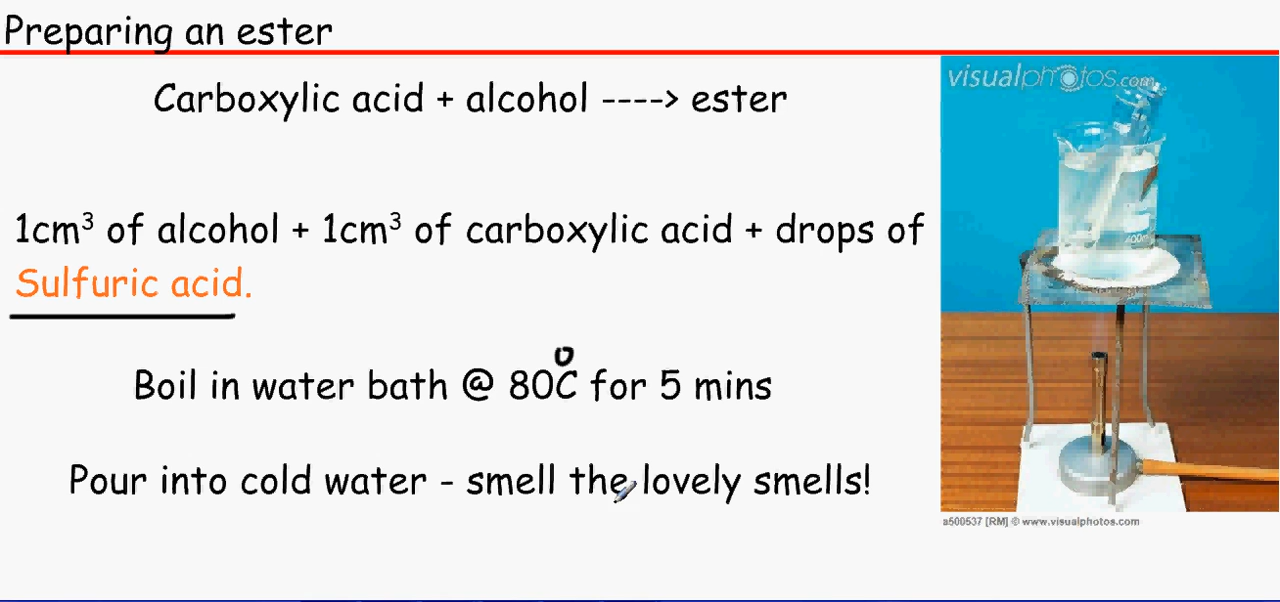 Preparing an ester
Carboxylic acid + alcohol ----> ester
visualphotos.com
1cm³ of alcohol + 1cm³ of carboxylic acid + drops of
Sulfuric acid.
400ml
Boil in water bath @ 80°C for 5 mins
Pour into cold water - smell the lovely smells!
a500537 [RM] © www.visualphotos.com